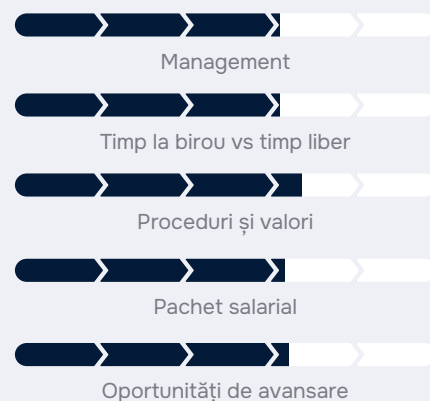 Management
Timp la birou vs timp liber
Proceduri și valori
Pachet salarial
Oportunități de avansare